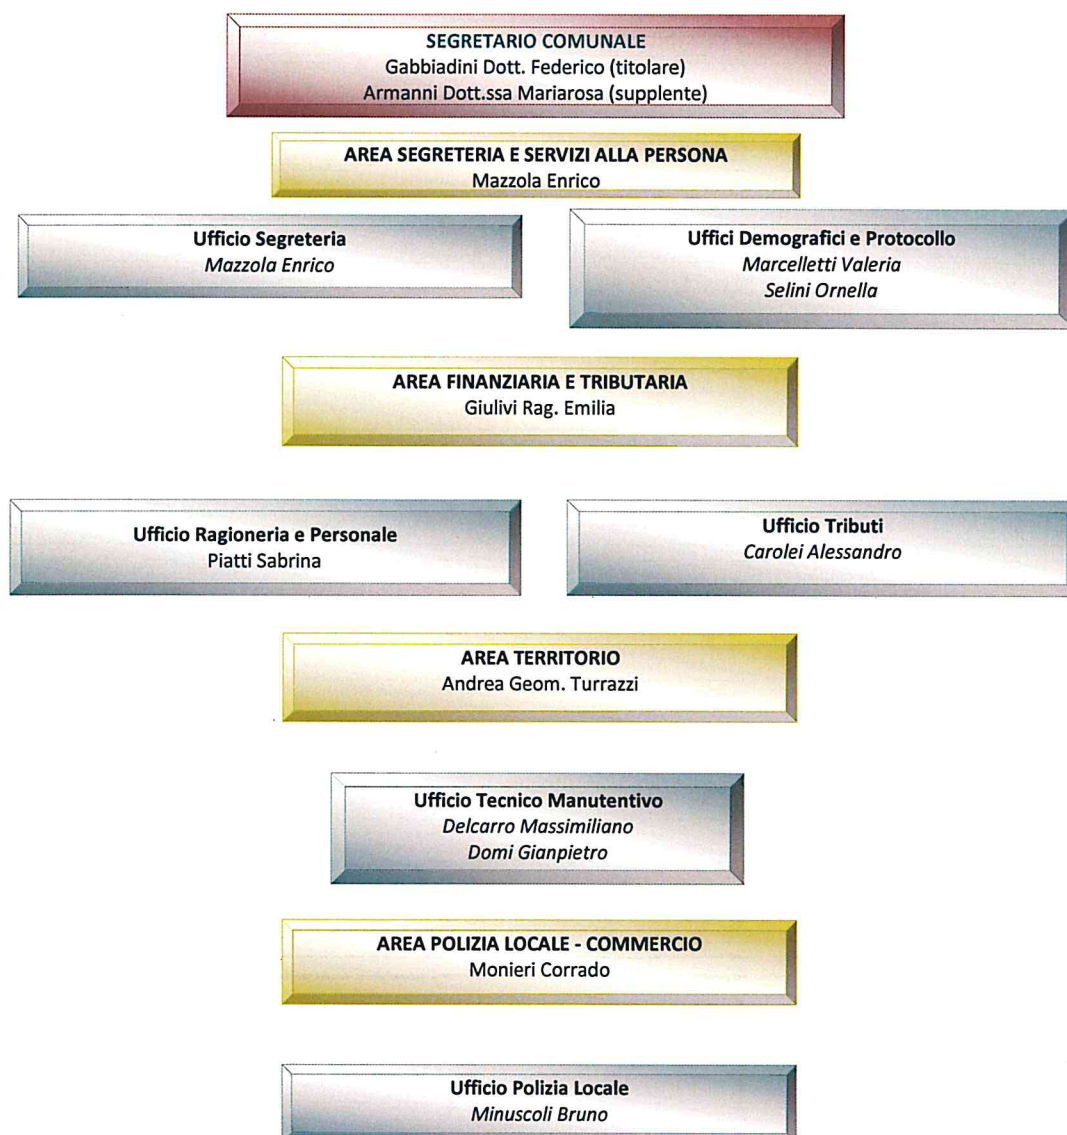 SEGRETARIO COMUNALE
Gabbiadini Dott. Federico (titolare)
Armanni Dott.ssa Mariarosa (supplente)
AREA SEGRETERIA E SERVIZI ALLA PERSONA
Mazzola Enrico
Ufficio Segreteria
Mazzola Enrico
Uffici Demografici e Protocollo
Marcelletti Valeria
Selini Ornella
AREA FINANZIARIA E TRIBUTARIA
Giulivi Rag. Emilia
Ufficio Ragioneria e Personale
Piatti Sabrina
Ufficio Tributi
Carolei Alessandro
AREA TERRITORIO
Andrea Geom. Turrazzi
Ufficio Tecnico Manutentivo
Delcarro Massimiliano
Domi Gianpietro
AREA POLIZIA LOCALE - COMMERCIO
Monieri Corrado
Ufficio Polizia Locale
Minuscoli Bruno